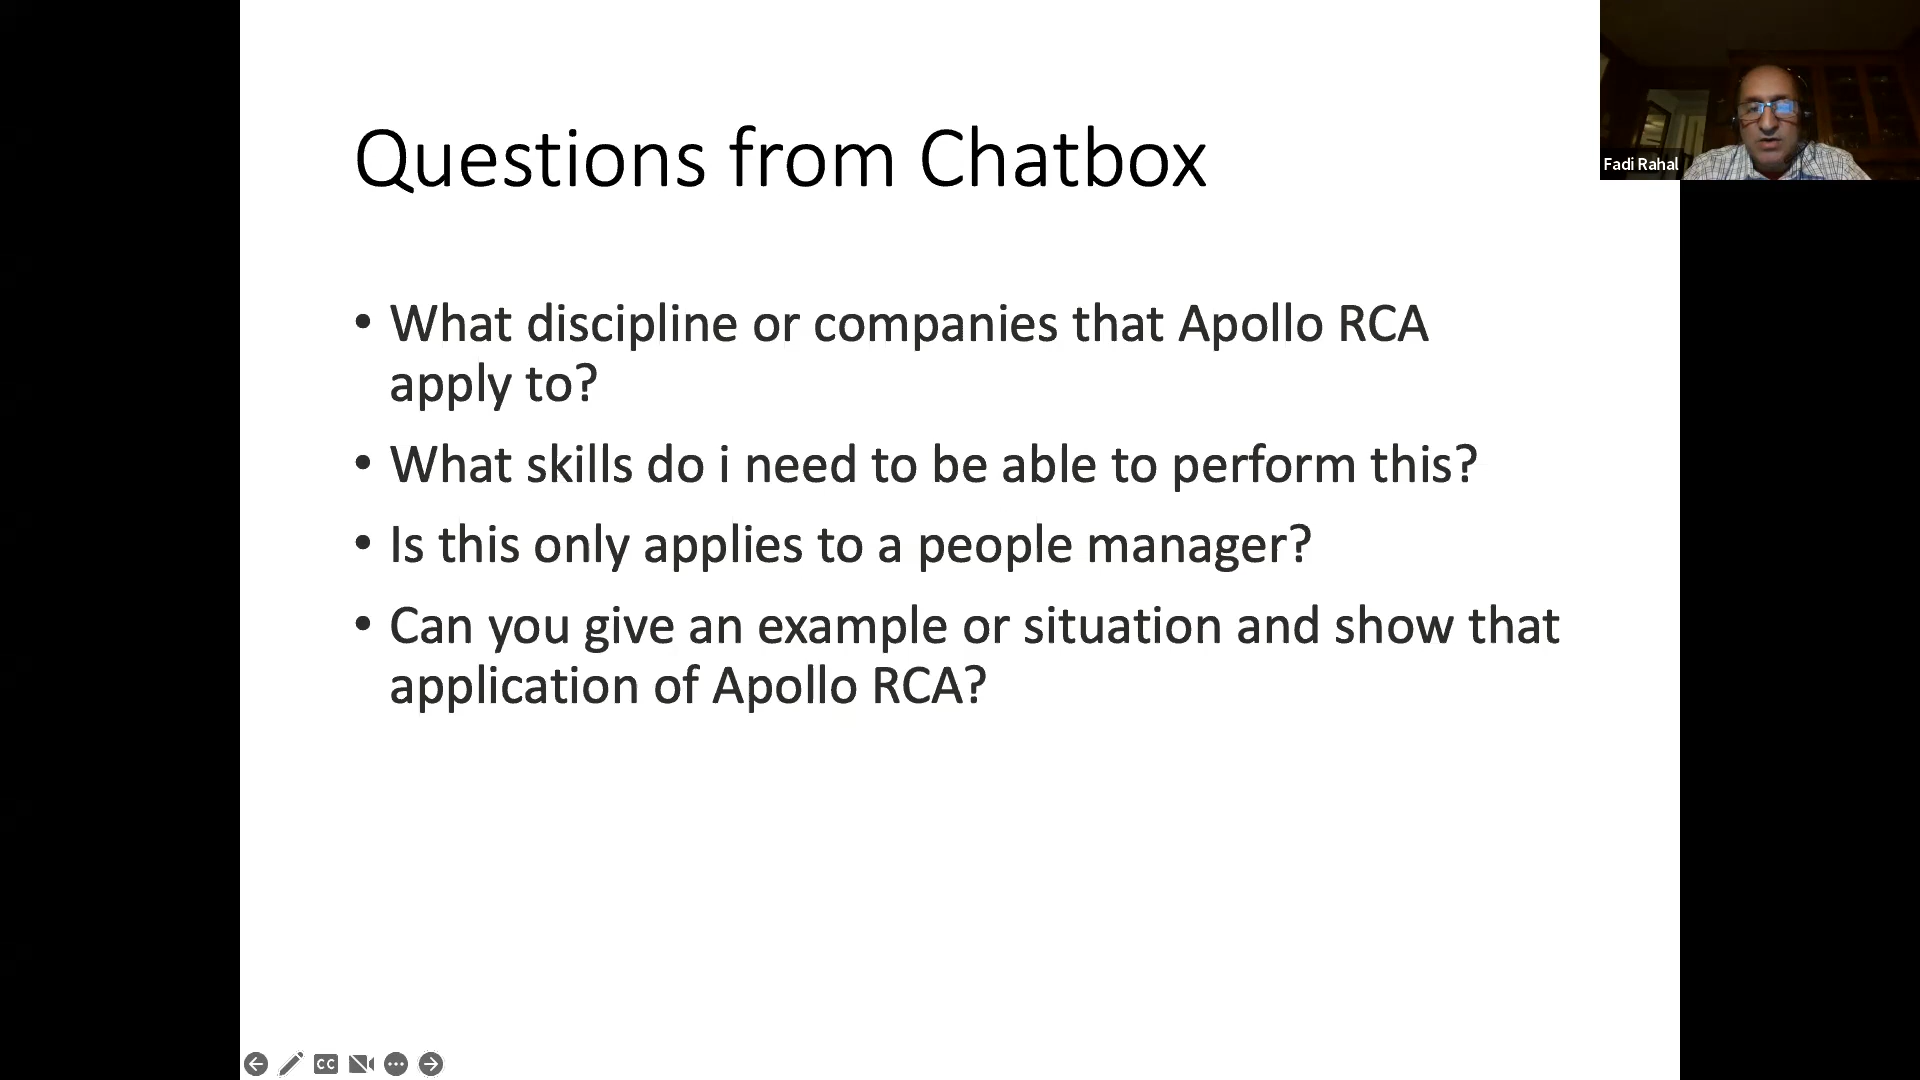 Questions from Chatbox
• What discipline or companies that Apollo RCA
apply to?
• What skills do i need to be able to perform this?
• Is this only applies to a people manager?
• Can you give an example or situation and show that
application of Apollo RCA?
Fadi Rahal
CC